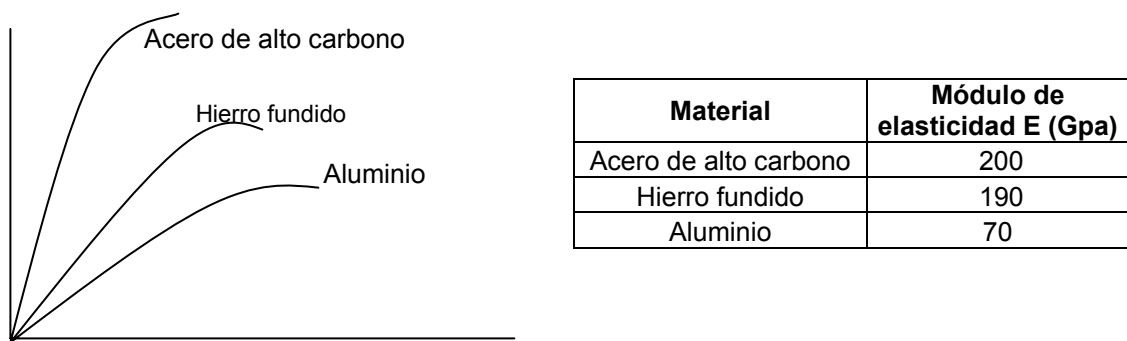 Acero de alto carbono
Hierro fundido
Aluminio
Material
Módulo de
elasticidad E (Gpa)
Acero de alto carbono 200
Hierro fundido 190
Aluminio 70